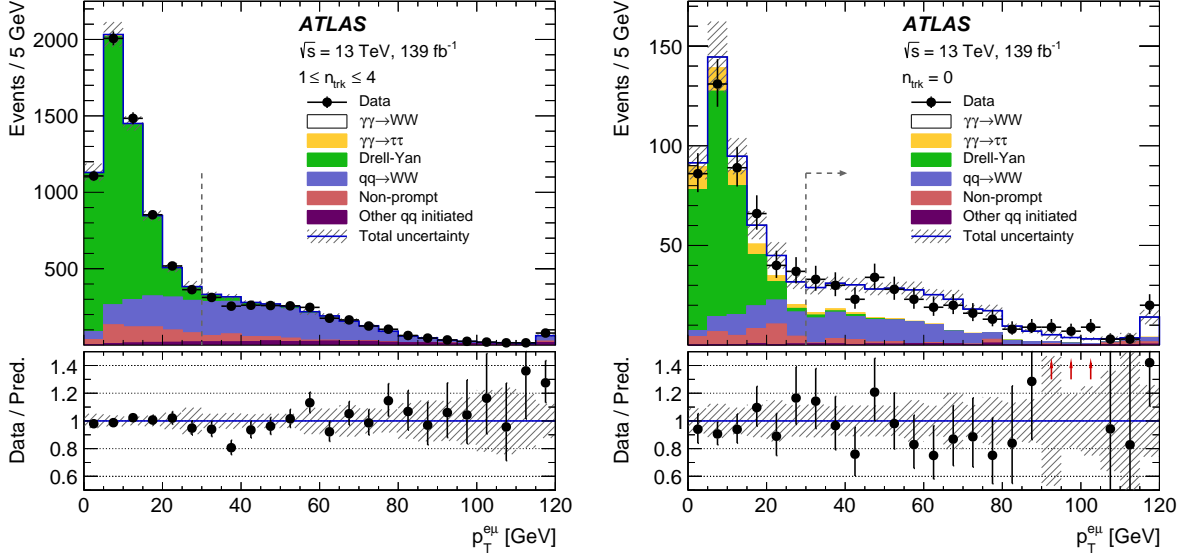 Events / 5 GeV
2000
1500
1000
500
ATLAS
√s = 13 TeV, 139 fb⁻¹
1 ≤ n_trk ≤ 4
Data
γγ→WW
γγ→ττ
Drell-Yan
qq→WW
Non-prompt
Other qq initiated
Total uncertainty
Data / Pred.
1.4
1.2
1
0.8
0.6
0 20 40 60 80 100 120
p_T^eμ [GeV]
Events / 5 GeV
150
100
50
ATLAS
√s = 13 TeV, 139 fb⁻¹
n_trk = 0
Data
γγ→WW
γγ→ττ
Drell-Yan
qq→WW
Non-prompt
Other qq initiated
Total uncertainty
Data / Pred.
1.4
1.2
1
0.8
0.6
0 20 40 60 80 100 120
p_T^eμ [GeV]